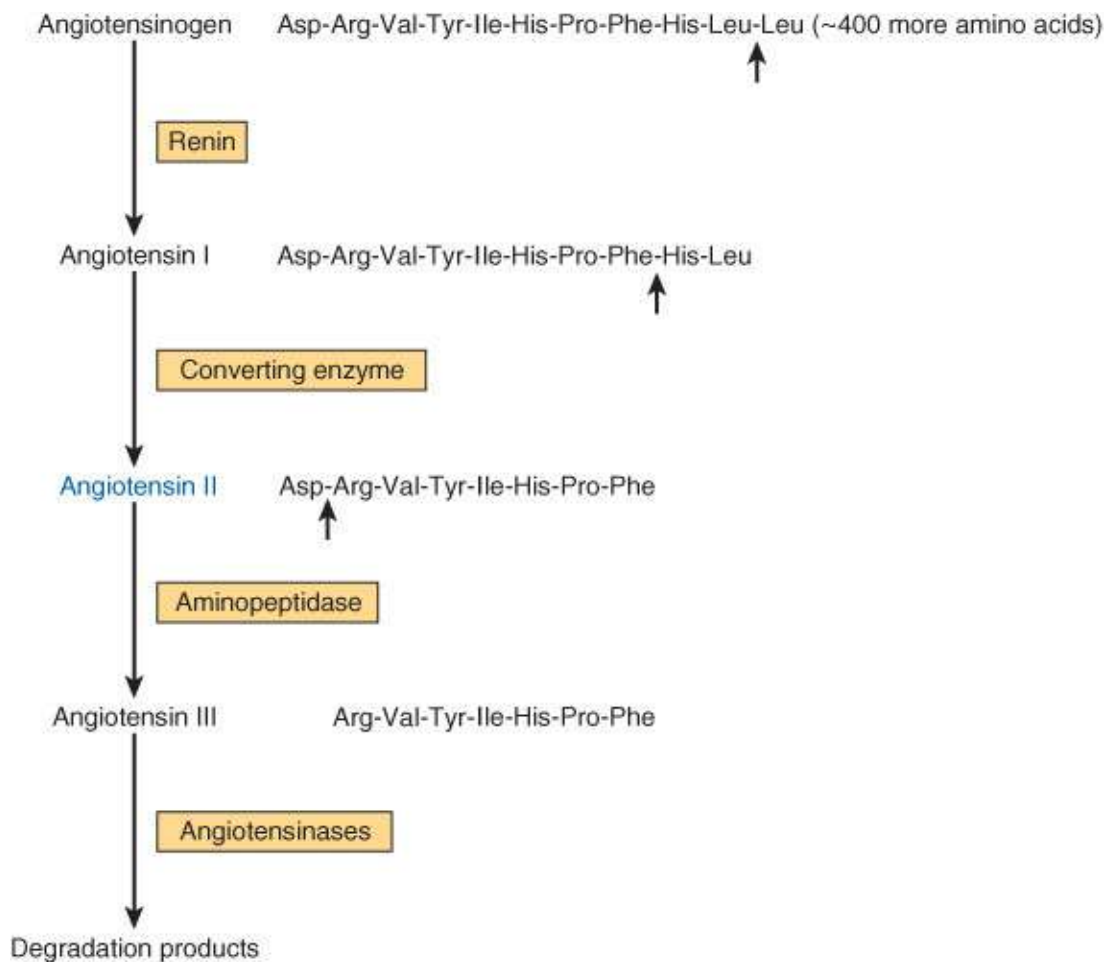 Angiotensinogen Asp-Arg-Val-Tyr-Ile-His-Pro-Phe-His-Leu-Leu (~400 more amino acids)
Renin
Angiotensin I Asp-Arg-Val-Tyr-Ile-His-Pro-Phe-His-Leu
Converting enzyme
Angiotensin II Asp-Arg-Val-Tyr-Ile-His-Pro-Phe
Aminopeptidase
Angiotensin III Arg-Val-Tyr-Ile-His-Pro-Phe
Angiotensinases
Degradation products